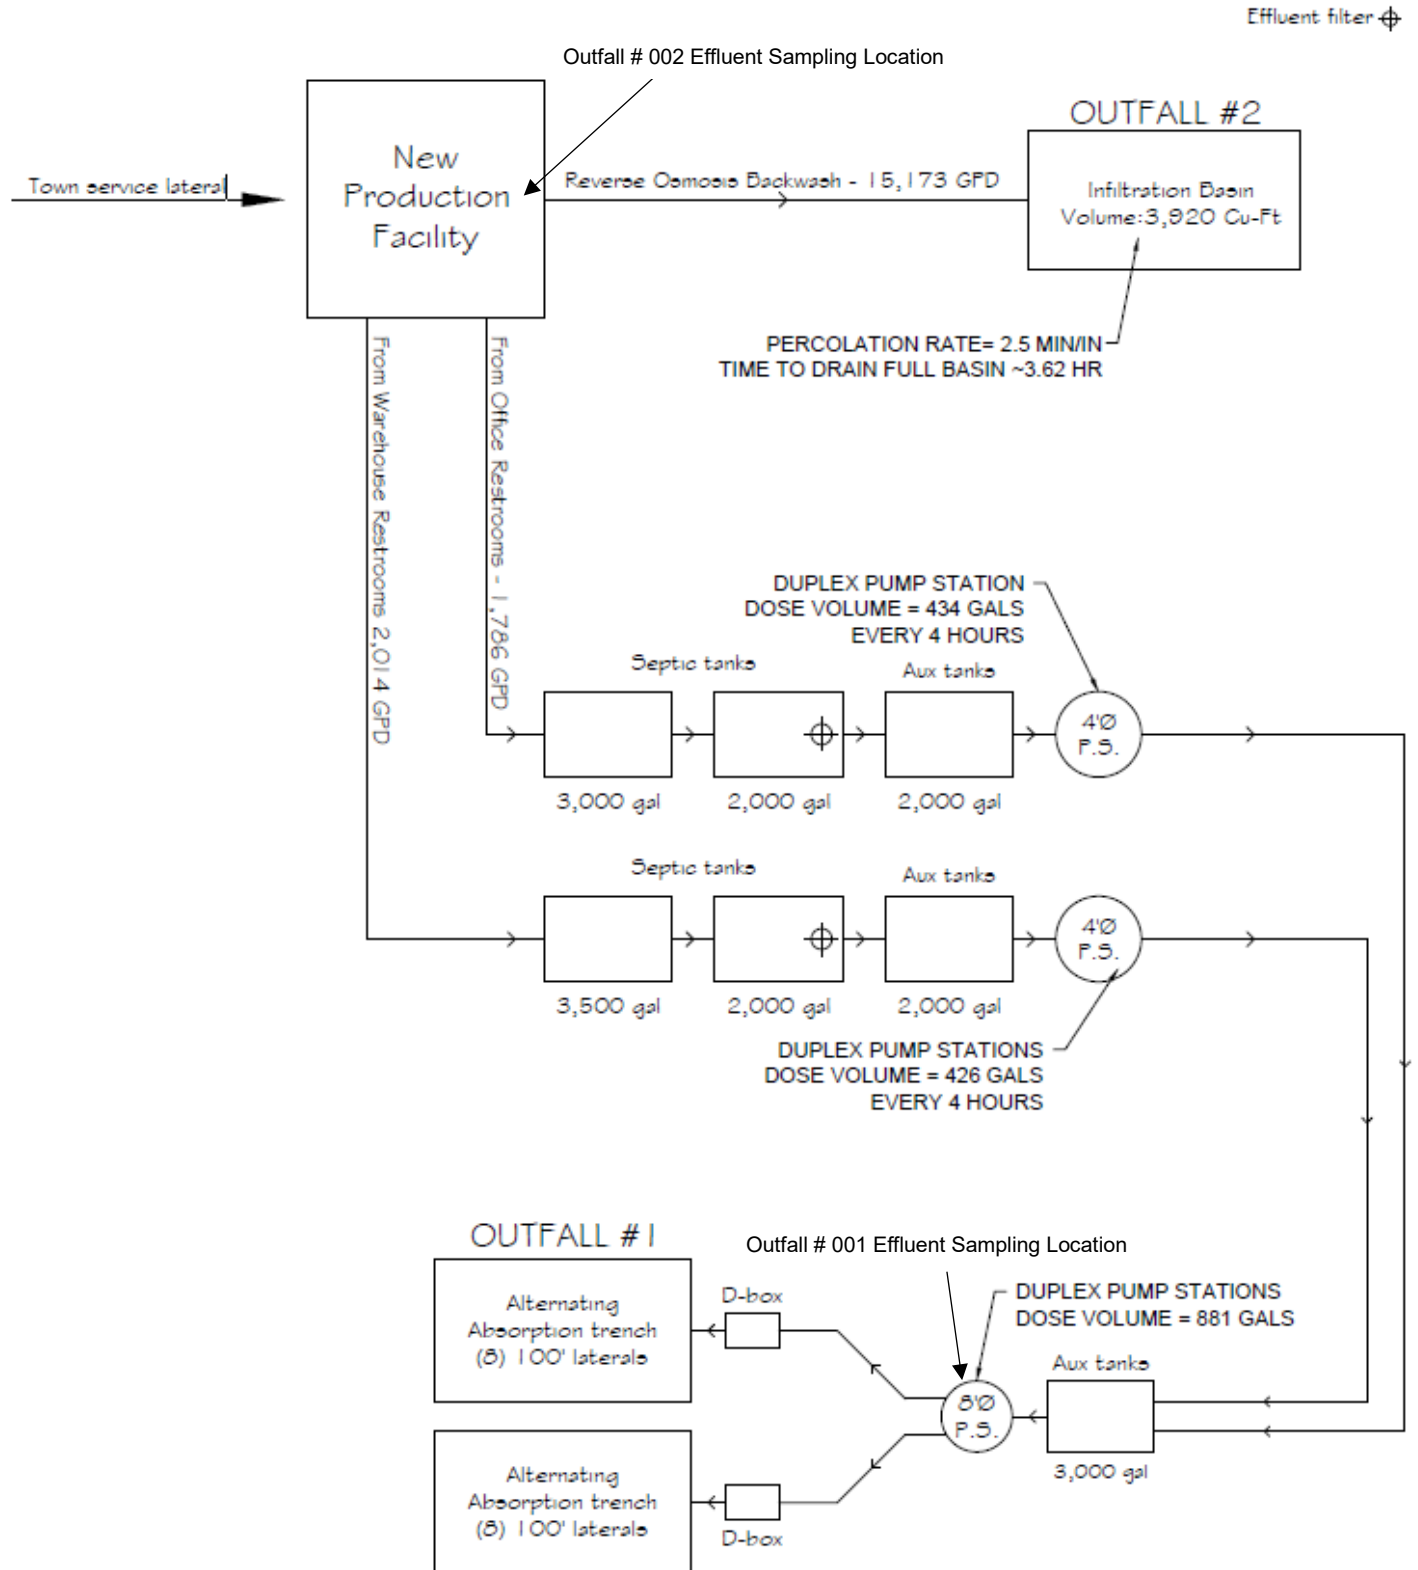 Effluent filter
Outfall # 002 Effluent Sampling Location
OUTFALL #2
New
Production
Facility
Town service lateral
Reverse Osmosis Backwash - 15,173 GPD
Infiltration Basin
Volume:3,920 Cu-Ft
PERCOLATION RATE= 2.5 MIN/IN
TIME TO DRAIN FULL BASIN ~3.62 HR
From Warehouse Restrooms 2,014 GPD
From Office Restrooms - 1,786 GPD
DUPLEX PUMP STATION
DOSE VOLUME = 434 GALS
EVERY 4 HOURS
Septic tanks
Aux tanks
4'Ø
P.S.
3,000 gal
2,000 gal
2,000 gal
Septic tanks
Aux tanks
4'Ø
P.S.
3,500 gal
2,000 gal
2,000 gal
DUPLEX PUMP STATIONS
DOSE VOLUME = 426 GALS
EVERY 4 HOURS
OUTFALL #1
Outfall # 001 Effluent Sampling Location
DUPLEX PUMP STATIONS
DOSE VOLUME = 881 GALS
D-box
Alternating
Absorption trench
(8) 100' laterals
Aux tanks
8'Ø
P.S.
3,000 gal
Alternating
Absorption trench
(8) 100' laterals
D-box